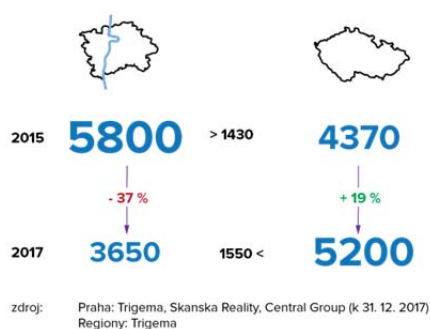 2015 5800 > 1430 4370
- 37 % + 19 %
2017 3650 1550 < 5200
zdroj: Praha: Trigema, Skanska Reality, Central Group (k 31. 12. 2017)
Regiony: Trigema